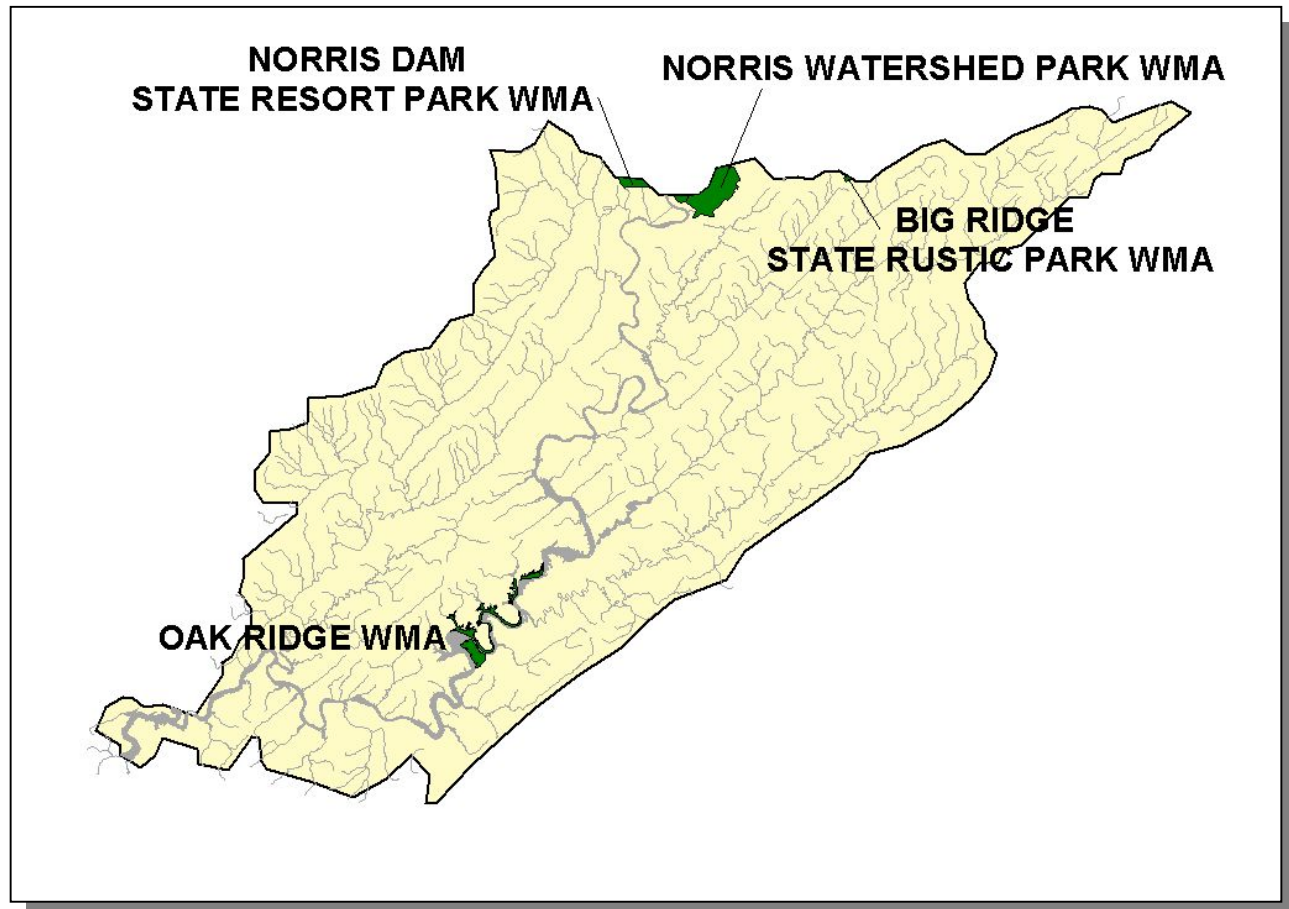 NORRIS DAM
STATE RESORT PARK WMA
NORRIS WATERSHED PARK WMA
BIG RIDGE
STATE RUSTIC PARK WMA
OAK RIDGE WMA